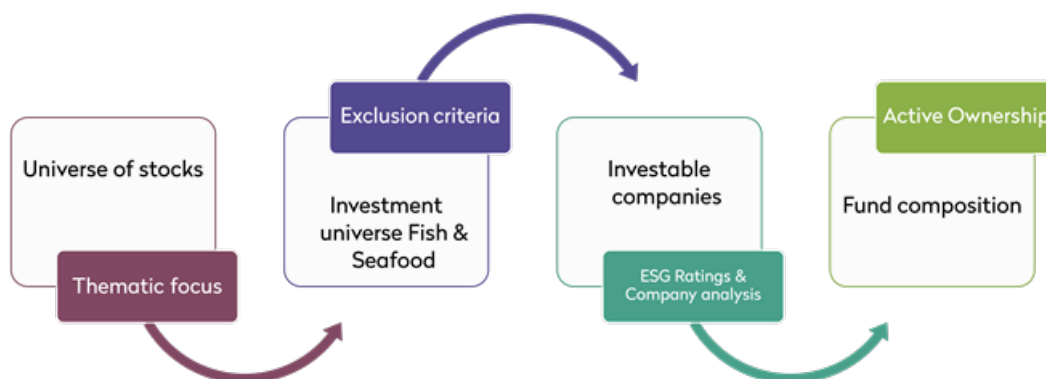 Universe of stocks
Thematic focus
Exclusion criteria
Investment
universe Fish &
Seafood
Investable
companies
ESG Ratings &
Company analysis
Active Ownership
Fund composition